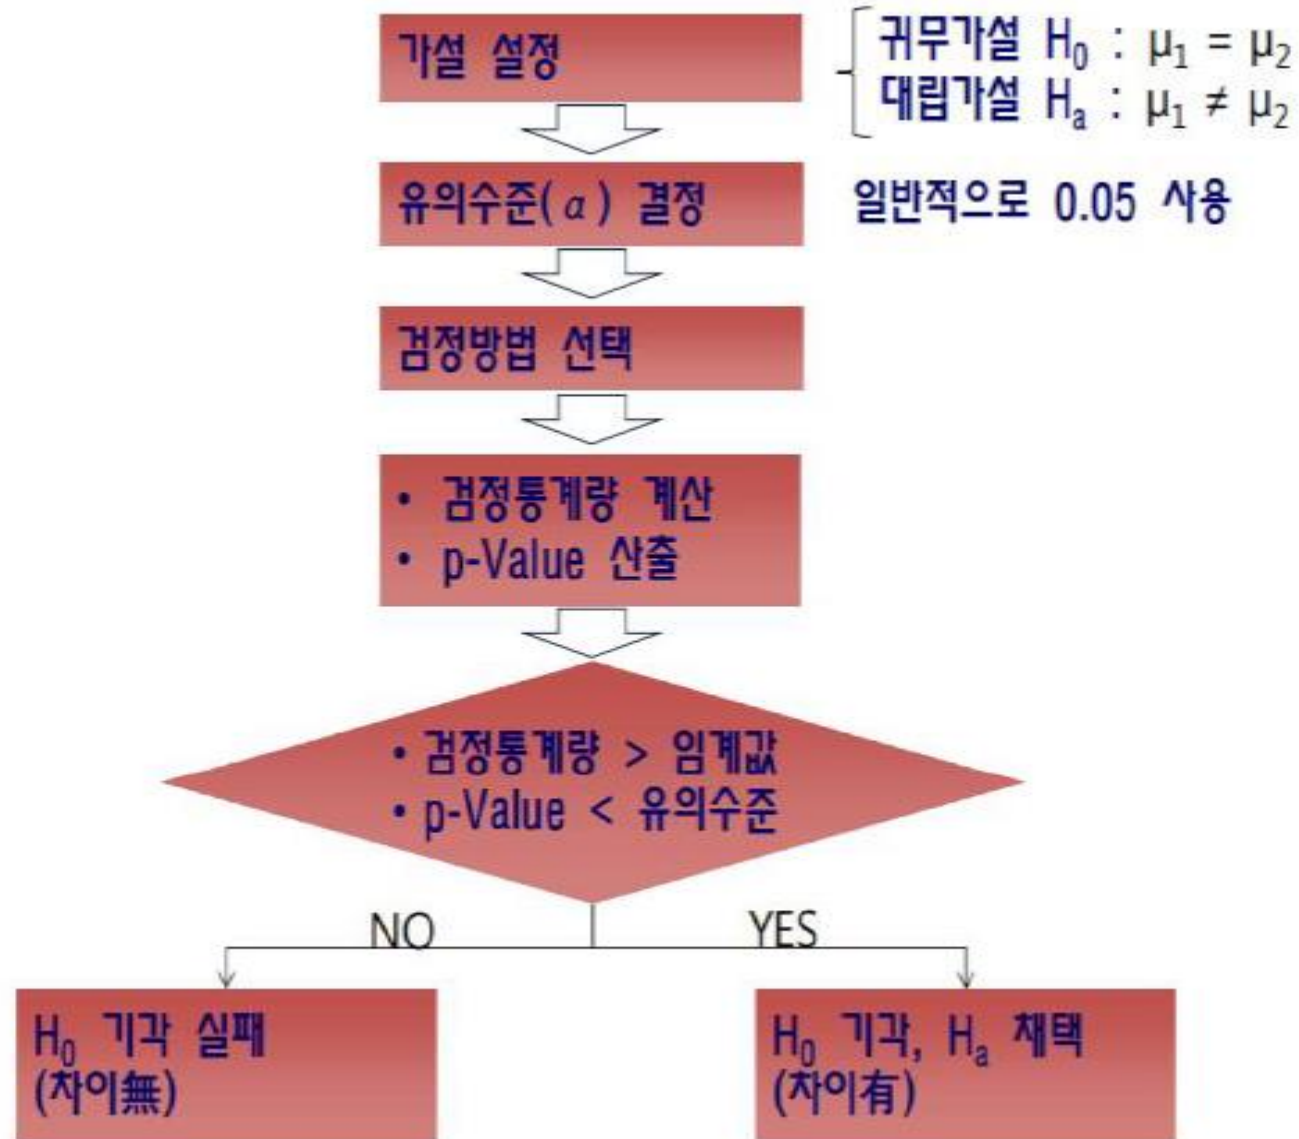 가설 설정
귀무가설 H₀ : μ₁ = μ₂
대립가설 Hₐ : μ₁ ≠ μ₂
유의수준(α) 결정
일반적으로 0.05 사용
검정방법 선택
• 검정통계량 계산
• p-Value 산출
• 검정통계량 > 임계값
• p-Value < 유의수준
NO
YES
H₀ 기각 실패
(차이無)
H₀ 기각, Hₐ 채택
(차이有)